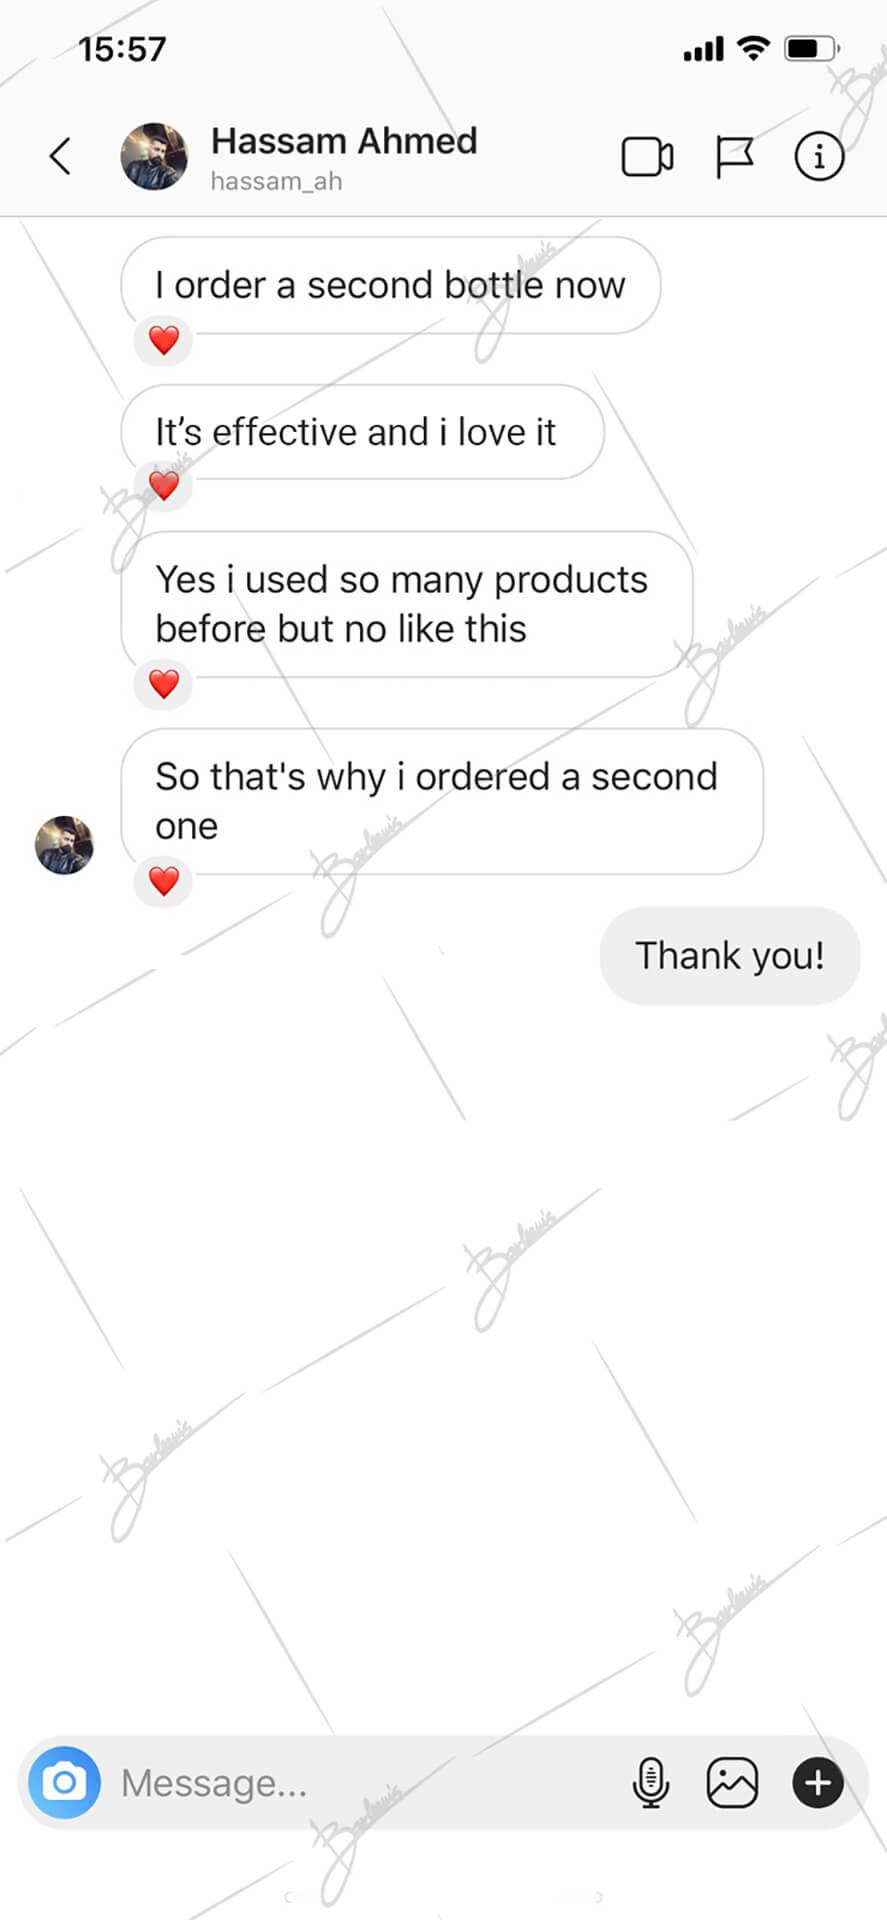 15:57
Hassam Ahmed
hassam_ah
I order a second bottle now
It’s effective and i love it
Yes i used so many products
before but no like this
So that's why i ordered a second
one
Thank you!
Message...